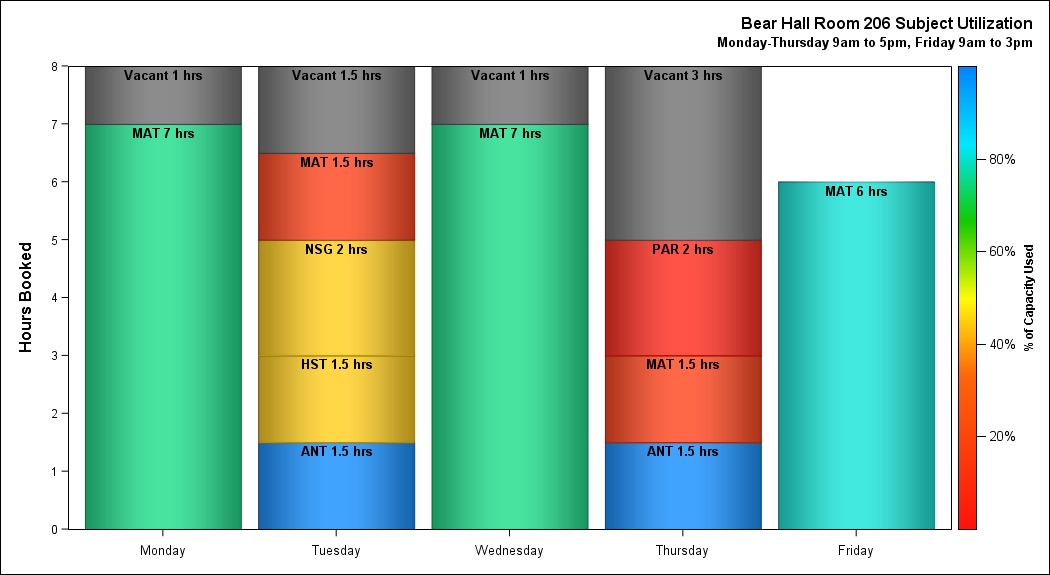 Bear Hall Room 206 Subject Utilization
Monday-Thursday 9am to 5pm, Friday 9am to 3pm
Hours Booked
8
7
6
5
4
3
2
1
0
Vacant 1 hrs
MAT 7 hrs
Vacant 1.5 hrs
MAT 1.5 hrs
NSG 2 hrs
HST 1.5 hrs
ANT 1.5 hrs
Vacant 1 hrs
MAT 7 hrs
Vacant 3 hrs
PAR 2 hrs
MAT 1.5 hrs
ANT 1.5 hrs
MAT 6 hrs
Monday
Tuesday
Wednesday
Thursday
Friday
80%
60%
40%
20%
% of Capacity Used